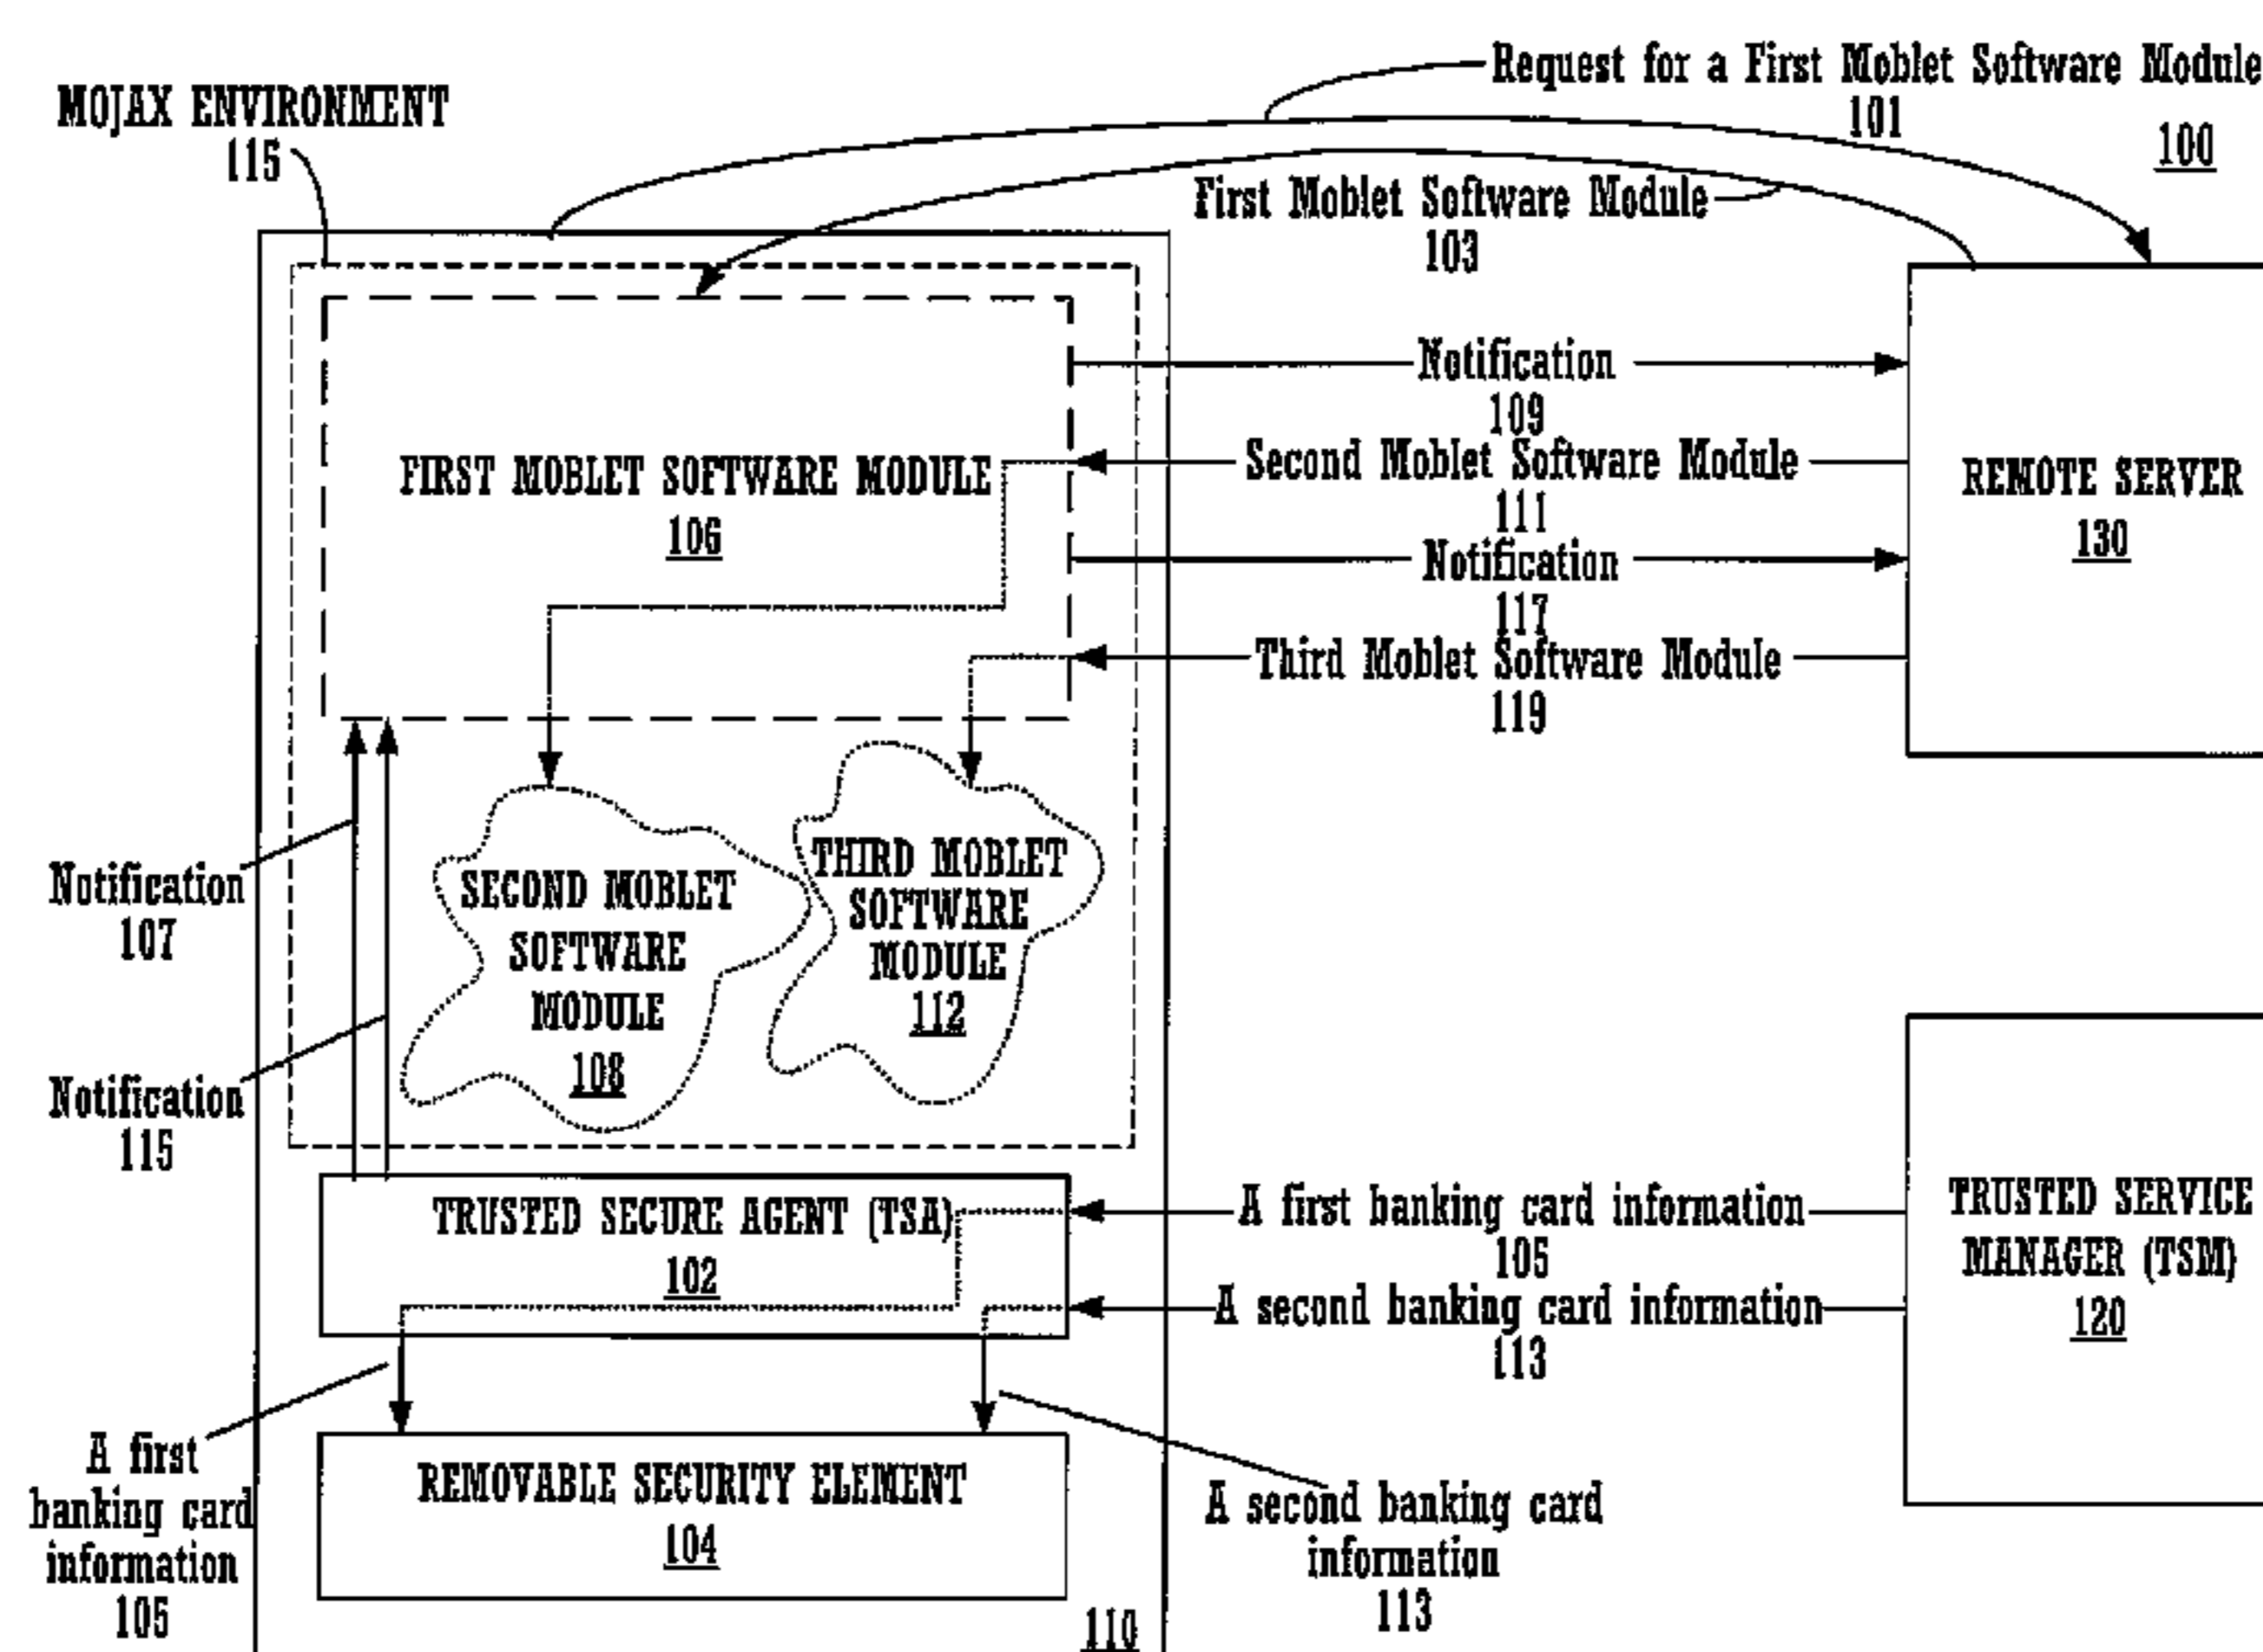 Request for a First Moblet Software Module
101
100
MOJAX ENVIRONMENT
115
First Moblet Software Module
103
Notification
109
Second Moblet Software Module
111
Notification
117
Third Moblet Software Module
119
FIRST MOBLET SOFTWARE MODULE
106
REMOTE SERVER
130
Notification
107
SECOND MOBLET
SOFTWARE
MODULE
108
THIRD MOBLET
SOFTWARE
MODULE
112
Notification
115
TRUSTED SECURE AGENT (TSA)
102
A first banking card information
105
A second banking card information
113
TRUSTED SERVICE
MANAGER (TSM)
120
A first
banking card
information
105
REMOVABLE SECURITY ELEMENT
104
A second banking card
information
113
110